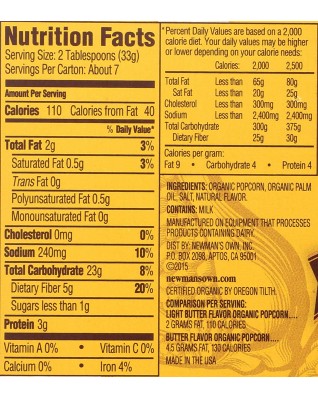 Nutrition Facts
Serving Size: 2 Tablespoons (33g)
Servings Per Carton: About 7
Amount Per Serving
Calories 110 Calories from Fat 40
% Daily Value*
Total Fat 2g 3%
Saturated Fat 0.5g 3%
Trans Fat 0g
Polyunsaturated Fat 0.5g
Monounsaturated Fat 0g
Cholesterol 0mg 0%
Sodium 240mg 10%
Total Carbohydrate 23g 8%
Dietary Fiber 5g 20%
Sugars less than 1g
Protein 3g
Vitamin A 0% • Vitamin C 0%
Calcium 0% • Iron 4%
*Percent Daily Values are based on a 2,000
calorie diet. Your daily values may be higher
or lower depending on your calorie needs:
Calories: 2,000 2,500
Total Fat Less than 65g 80g
Sat Fat Less than 20g 25g
Cholesterol Less than 300mg 300mg
Sodium Less than 2,400mg 2,400mg
Total Carbohydrate 300g 375g
Dietary Fiber 25g 30g
Calories per gram:
Fat 9 • Carbohydrate 4 • Protein 4
INGREDIENTS: ORGANIC POPCORN, ORGANIC PALM
OIL, SALT, NATURAL FLAVOR.
CONTAINS: MILK
MANUFACTURED ON EQUIPMENT THAT PROCESSES
PRODUCTS CONTAINING DAIRY.
DIST BY: NEWMAN'S OWN, INC.
P.O. BOX 2098, APTOS, CA 95001
©2015
newmansown.com
CERTIFIED ORGANIC BY OREGON TILTH.
COMPARISON PER SERVING:
LIGHT BUTTER FLAVOR ORGANIC POPCORN....
2 GRAMS FAT, 110 CALORIES
BUTTER FLAVOR ORGANIC POPCORN....
4.5 GRAMS FAT, 130 CALORIES
MADE IN THE USA